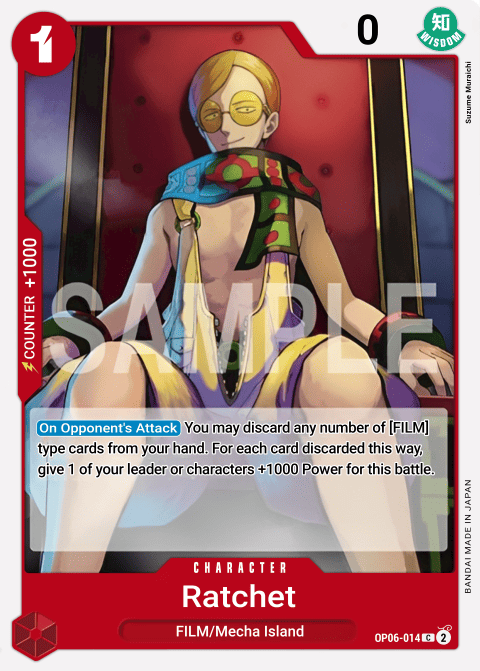 1
0
知
WISDOM
Suzume Muraichi
COUNTER +1000
SAMPLE
On Opponent's Attack You may discard any number of [FILM]
type cards from your hand. For each card discarded this way,
give 1 of your leader or characters +1000 Power for this battle.
BANDAI MADE IN JAPAN
CHARACTER
Ratchet
FILM/Mecha Island
OP06-014 C 2